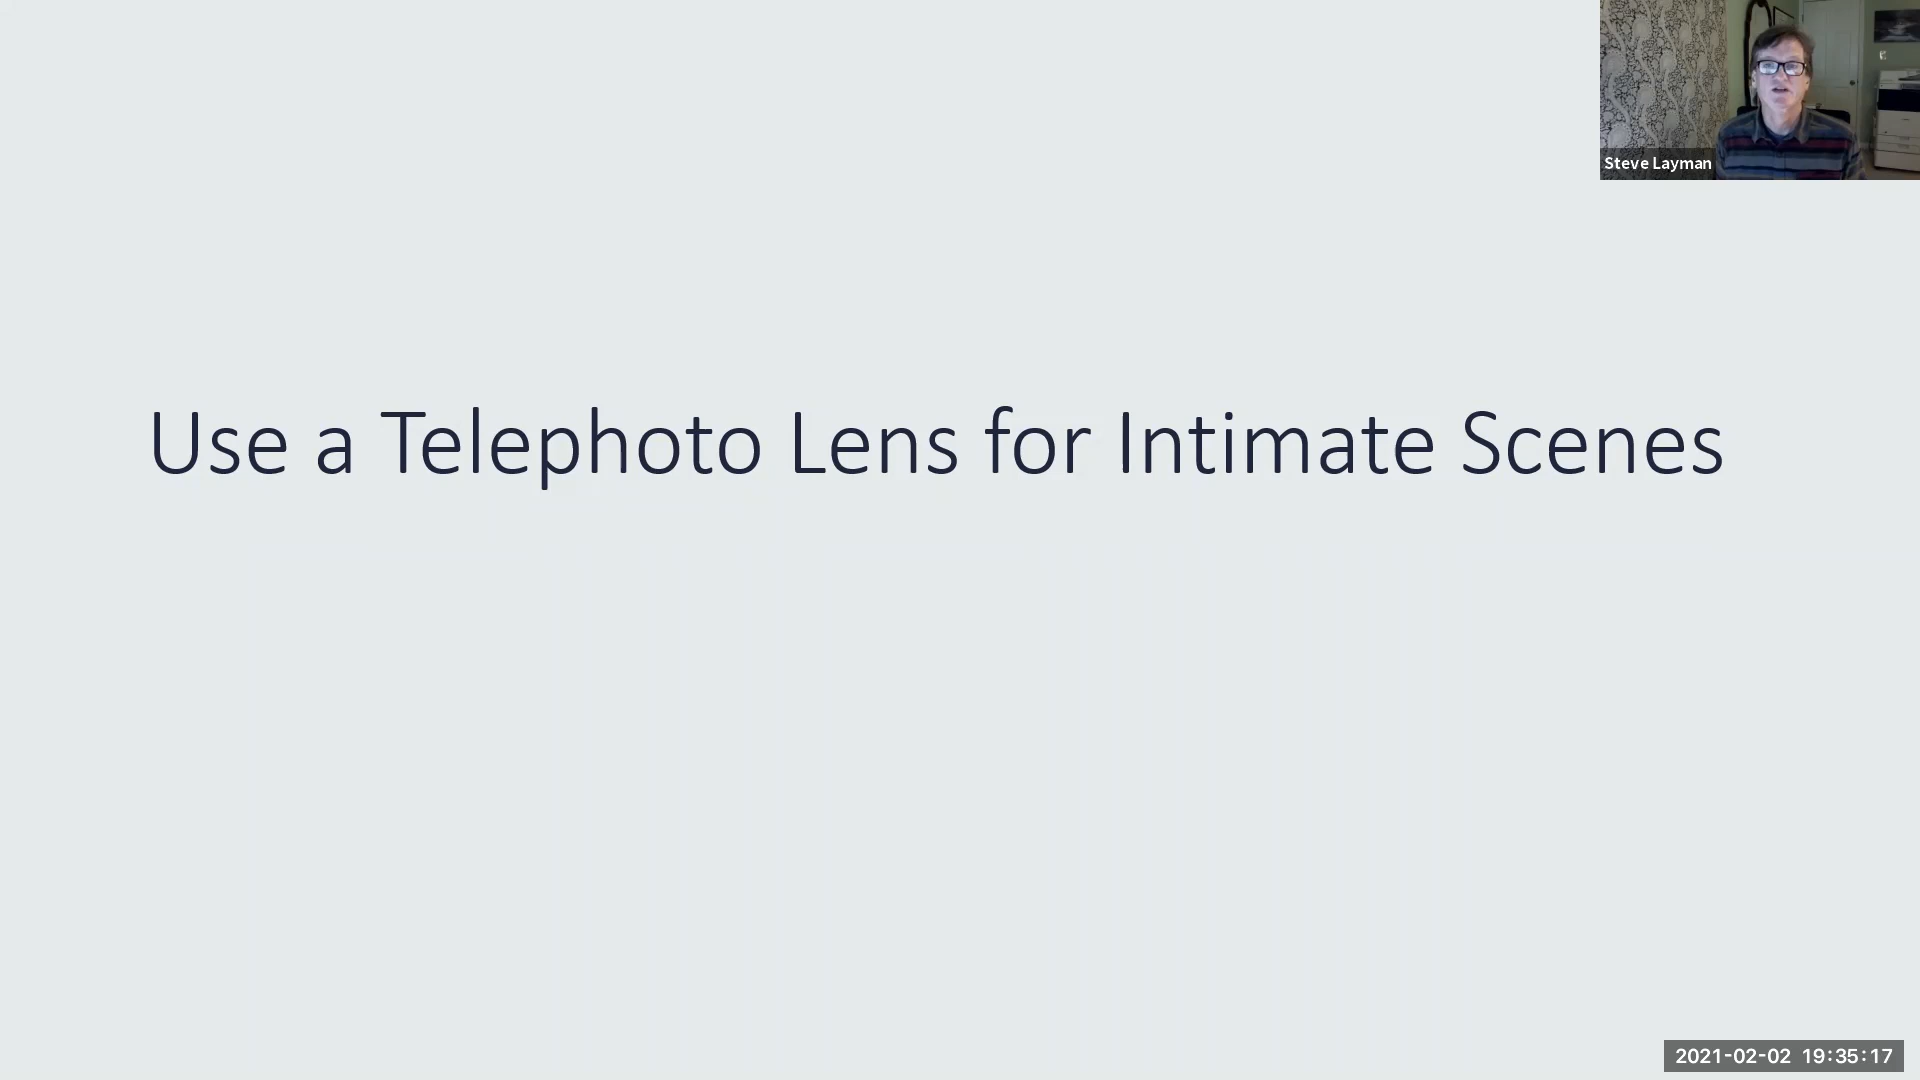 Steve Layman
Use a Telephoto Lens for Intimate Scenes
2021-02-02 19:35:17